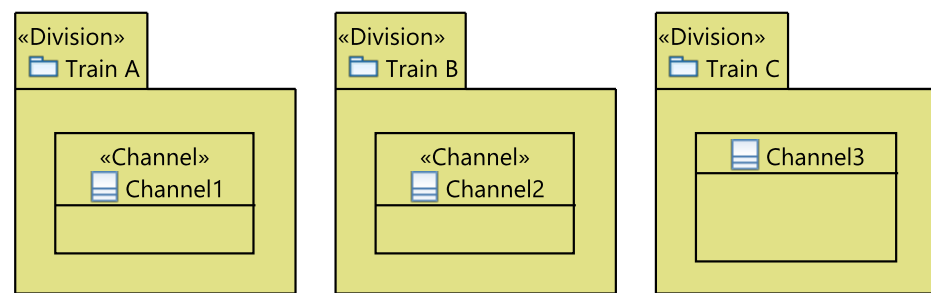 «Division»
Train A
«Channel»
Channel1
«Division»
Train B
«Channel»
Channel2
«Division»
Train C
Channel3